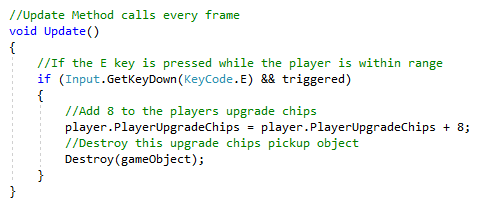 //Update Method calls every frame
void Update()
{
    //If the E key is pressed while the player is within range
    if (Input.GetKeyDown(KeyCode.E) && triggered)
    {
        //Add 8 to the players upgrade chips
        player.PlayerUpgradeChips = player.PlayerUpgradeChips + 8;
        //Destroy this upgrade chips pickup object
        Destroy(gameObject);
    }
}